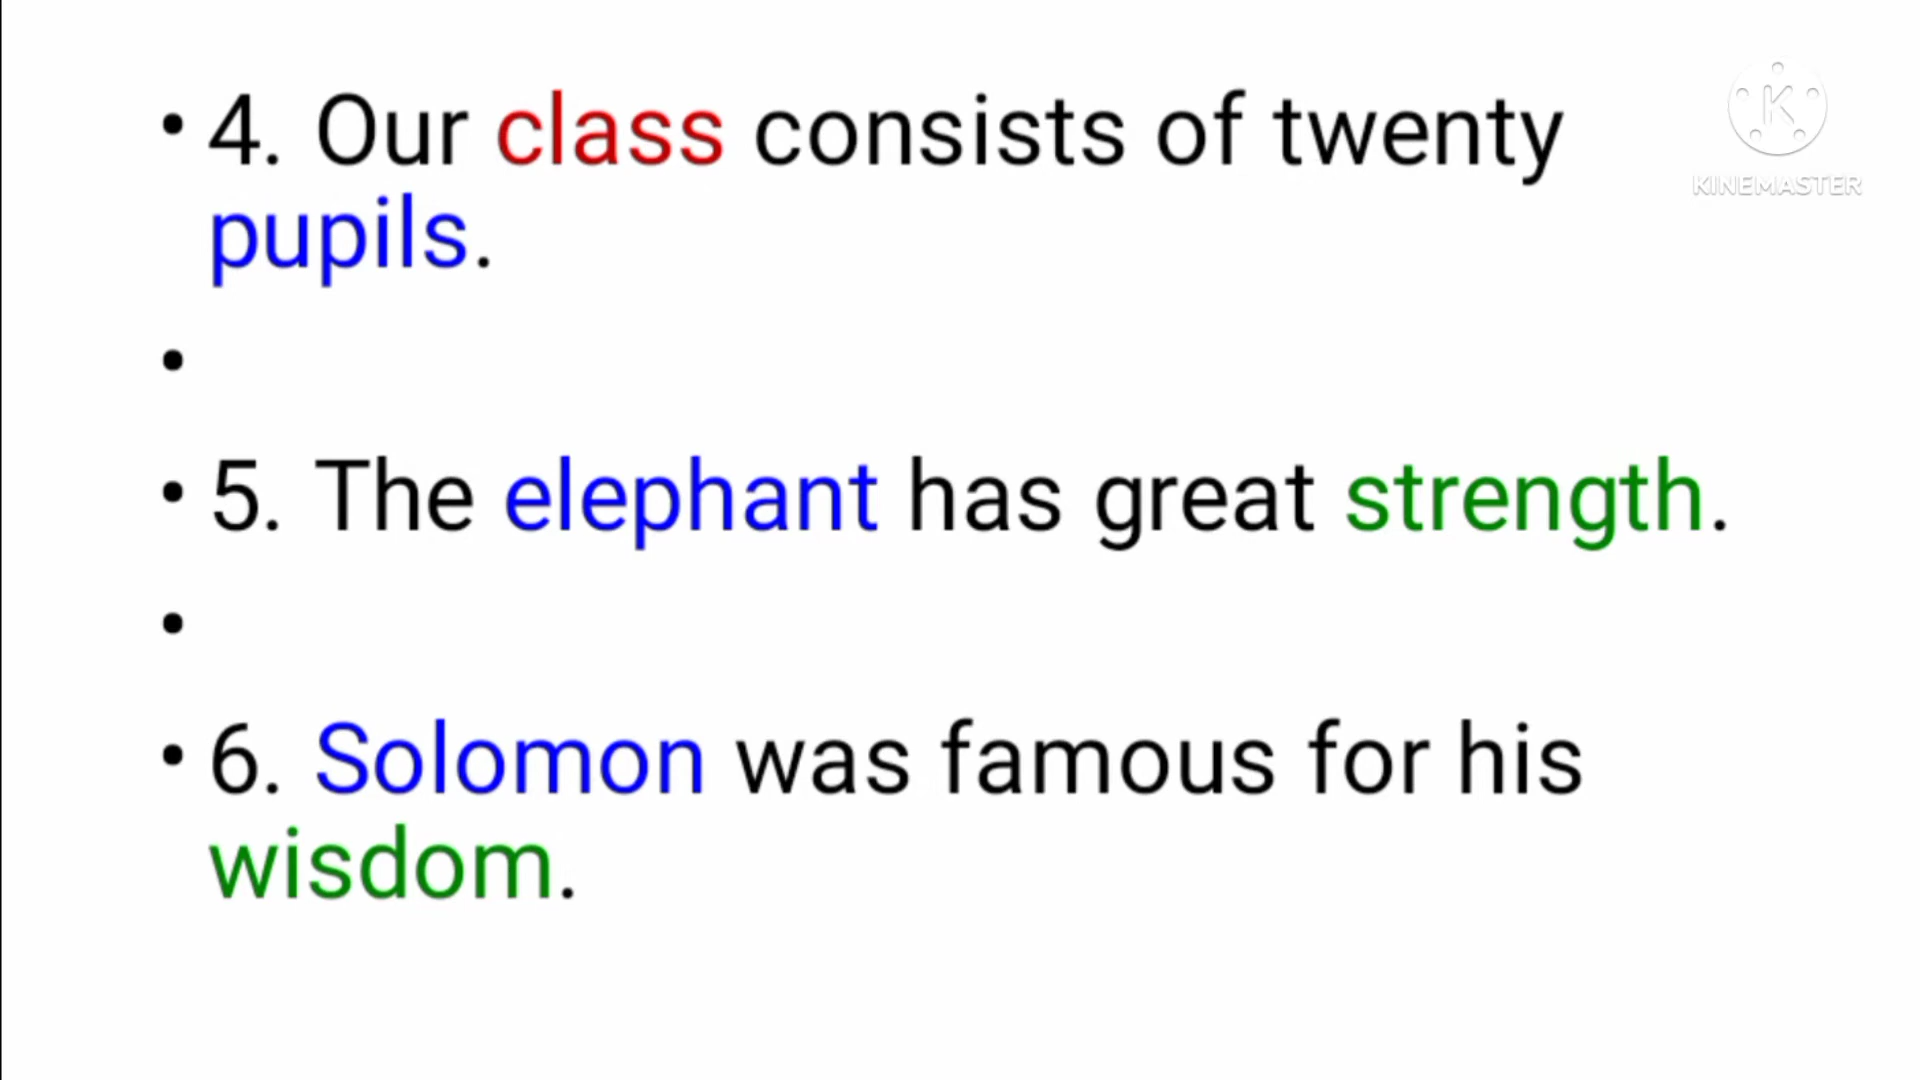 • 4. Our class consists of twenty
pupils.
•
• 5. The elephant has great strength.
•
• 6. Solomon was famous for his
wisdom.
K
KINEMASTER